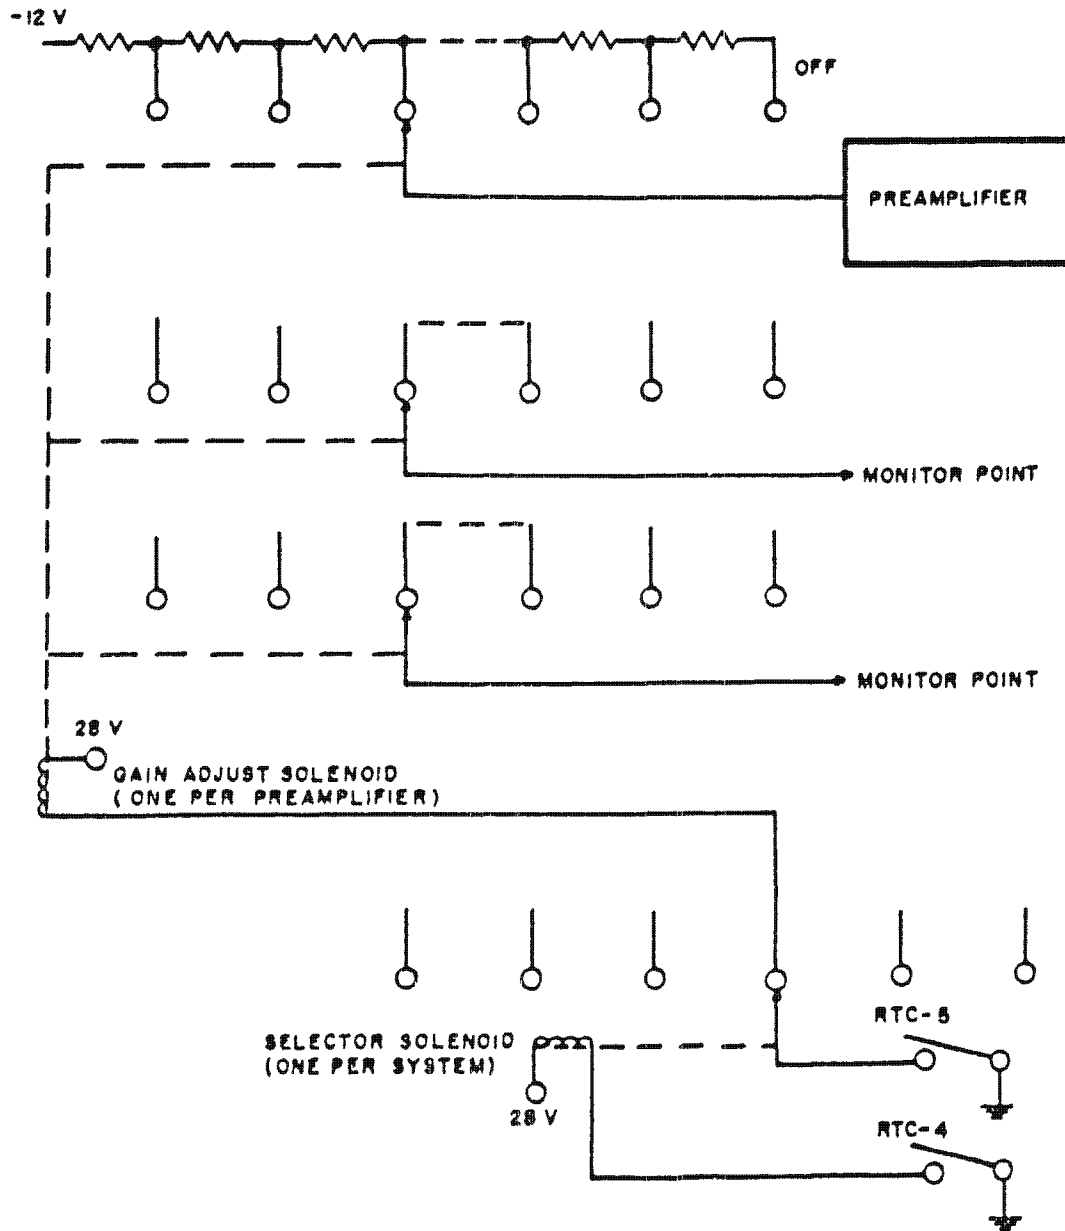 -12 V
OFF
PREAMPLIFIER
MONITOR POINT
MONITOR POINT
28 V
GAIN ADJUST SOLENOID
(ONE PER PREAMPLIFIER)
RTC-5
SELECTOR SOLENOID
(ONE PER SYSTEM)
28 V
RTC-4